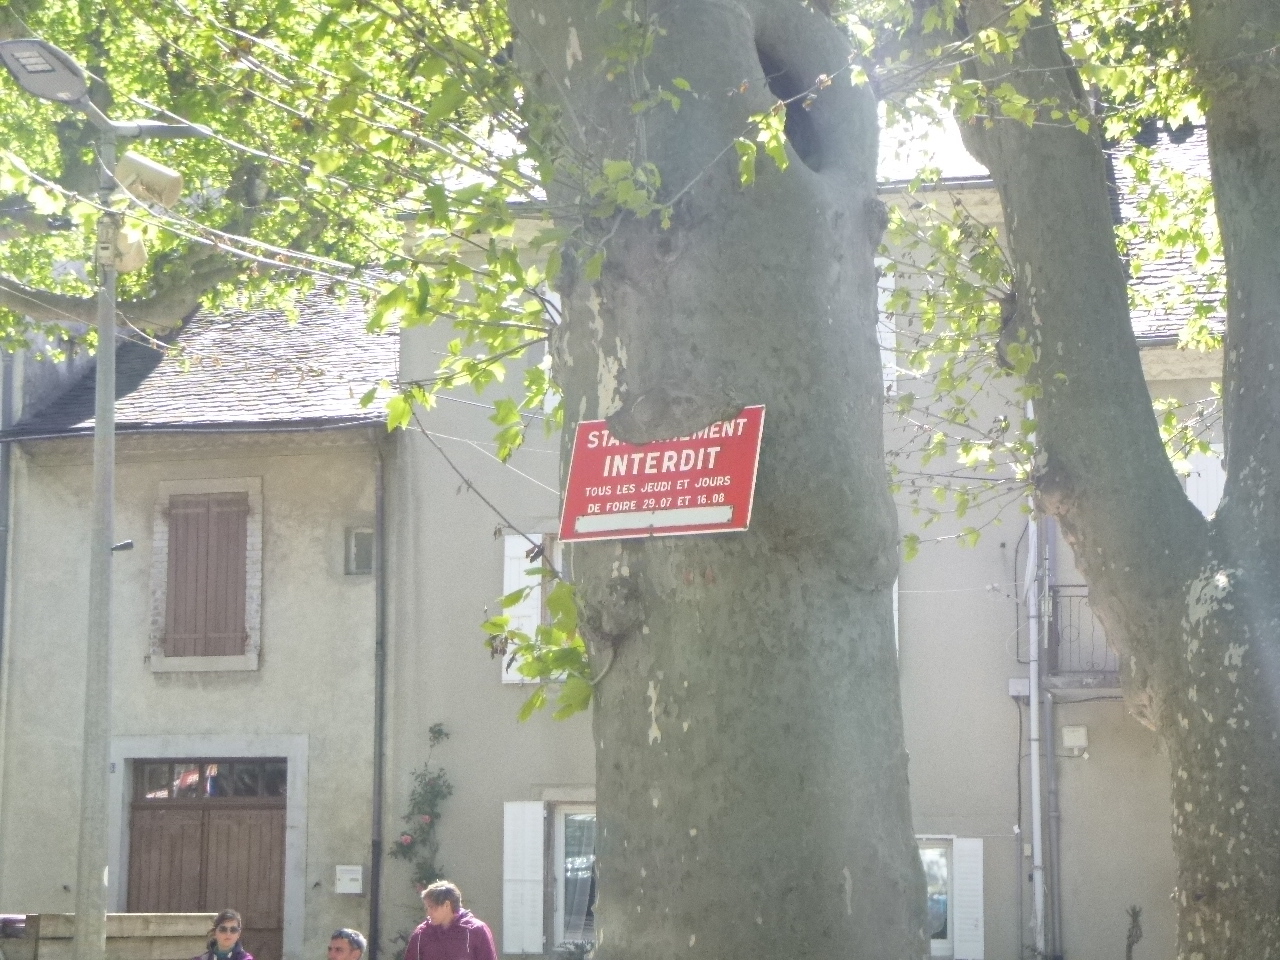 INTERDIT
TOUS LES JEUDI ET JOURS
DE FOIRE 29.07 ET 16.08